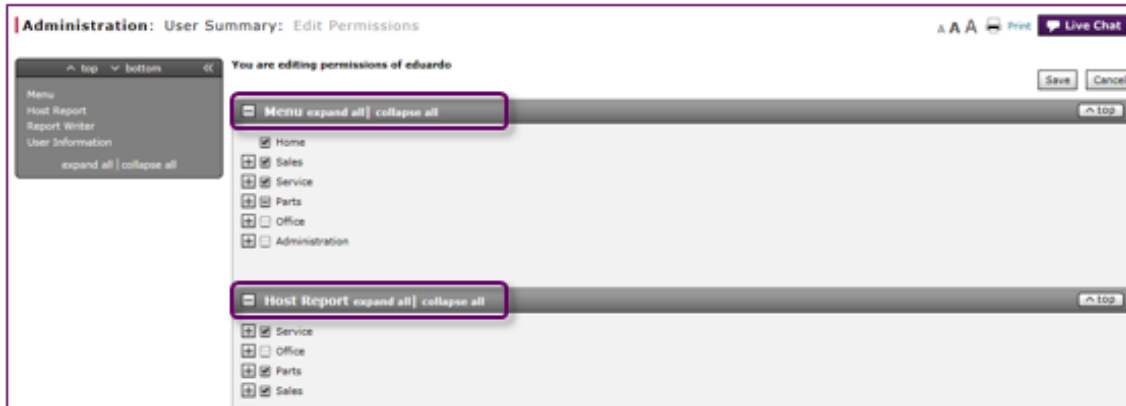 Administration: User Summary: Edit Permissions
A A A Print Live Chat
top bottom
Menu
Host Report
Report Writer
User Information
expand all | collapse all
You are editing permissions of eduardo
Save Cancel
Menu expand all| collapse all
top
Home
Sales
Service
Parts
Office
Administration
Host Report expand all| collapse all
top
Service
Office
Parts
Sales